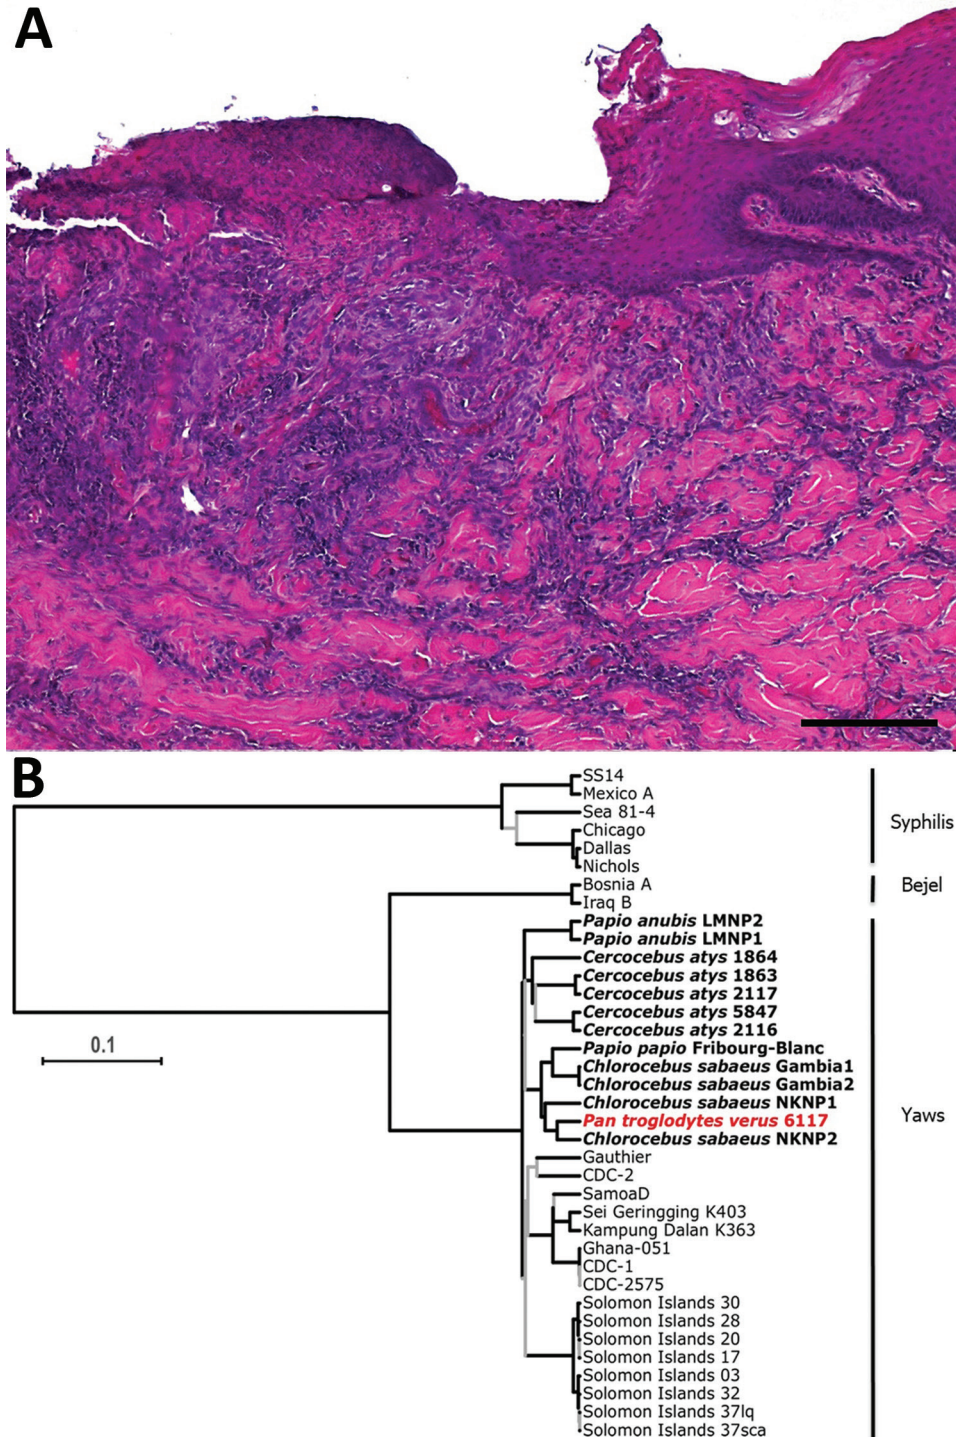 A
B
SS14
Mexico A
Sea 81-4
Chicago
Dallas
Nichols
Syphilis
Bosnia A
Iraq B
Bejel
Papio anubis LMNP2
Papio anubis LMNP1
Cercocebus atys 1864
Cercocebus atys 1863
Cercocebus atys 2117
Cercocebus atys 5847
Cercocebus atys 2116
Papio papio Fribourg-Blanc
Chlorocebus sabaeus Gambia1
Chlorocebus sabaeus Gambia2
Chlorocebus sabaeus NKNP1
Pan troglodytes verus 6117
Chlorocebus sabaeus NKNP2
Gauthier
CDC-2
SamoaD
Sei Geringging K403
Kampung Dalan K363
Ghana-051
CDC-1
CDC-2575
Solomon Islands 30
Solomon Islands 28
Solomon Islands 20
Solomon Islands 17
Solomon Islands 03
Solomon Islands 32
Solomon Islands 37lq
Solomon Islands 37sca
Yaws
0.1